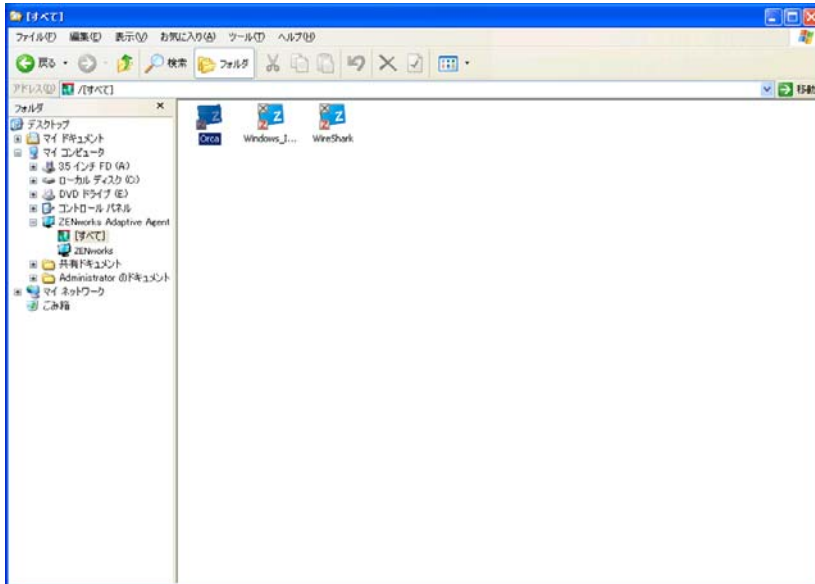 [すべて]
ファイル(F) 編集(E) 表示(V) お気に入り(A) ツール(T) ヘルプ(H)
戻る 検索 フォルダ
アドレス(D) /[すべて] 移動
フォルダ
デスクトップ
マイ ドキュメント
マイ コンピュータ
3.5 インチ FD (A)
ローカル ディスク (C)
DVD ドライブ (E)
コントロール パネル
ZENworks Adaptive Agent
[すべて]
ZENworks
共有ドキュメント
Administrator のドキュメント
マイ ネットワーク
ごみ箱
Orca Windows_I... WireShark